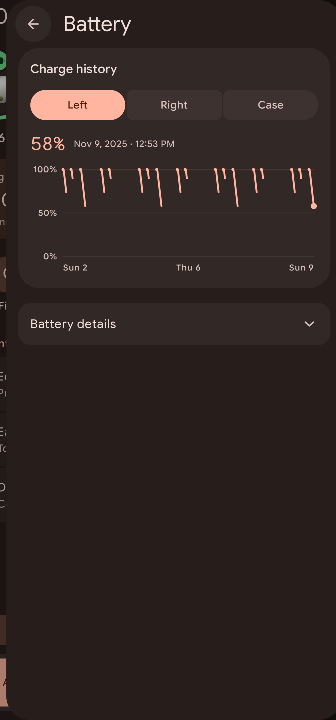 Battery
Charge history
Left
Right
Case
58% Nov 9, 2025 · 12:53 PM
100%
50%
0%
Sun 2
Thu 6
Sun 9
Battery details